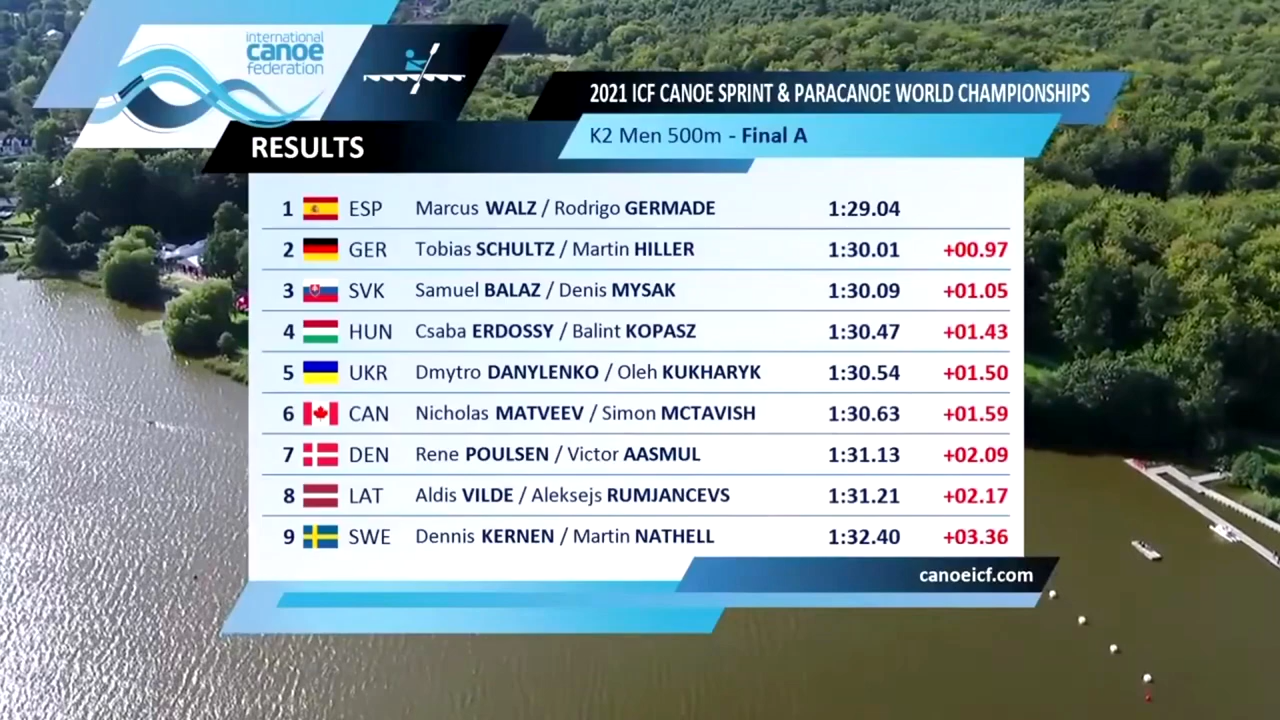 international
canoe
federation
2021 ICF CANOE SPRINT & PARACANOE WORLD CHAMPIONSHIPS
K2 Men 500m - Final A
RESULTS
1 ESP Marcus WALZ / Rodrigo GERMADE 1:29.04
2 GER Tobias SCHULTZ / Martin HILLER 1:30.01 +00.97
3 SVK Samuel BALAZ / Denis MYSAK 1:30.09 +01.05
4 HUN Csaba ERDOSSY / Balint KOPASZ 1:30.47 +01.43
5 UKR Dmytro DANYLENKO / Oleh KUKHARYK 1:30.54 +01.50
6 CAN Nicholas MATVEEV / Simon MCTAVISH 1:30.63 +01.59
7 DEN Rene POULSEN / Victor AASMUL 1:31.13 +02.09
8 LAT Aldis VILDE / Aleksejs RUMJANCEVS 1:31.21 +02.17
9 SWE Dennis KERNEN / Martin NATHELL 1:32.40 +03.36
canoeicf.com